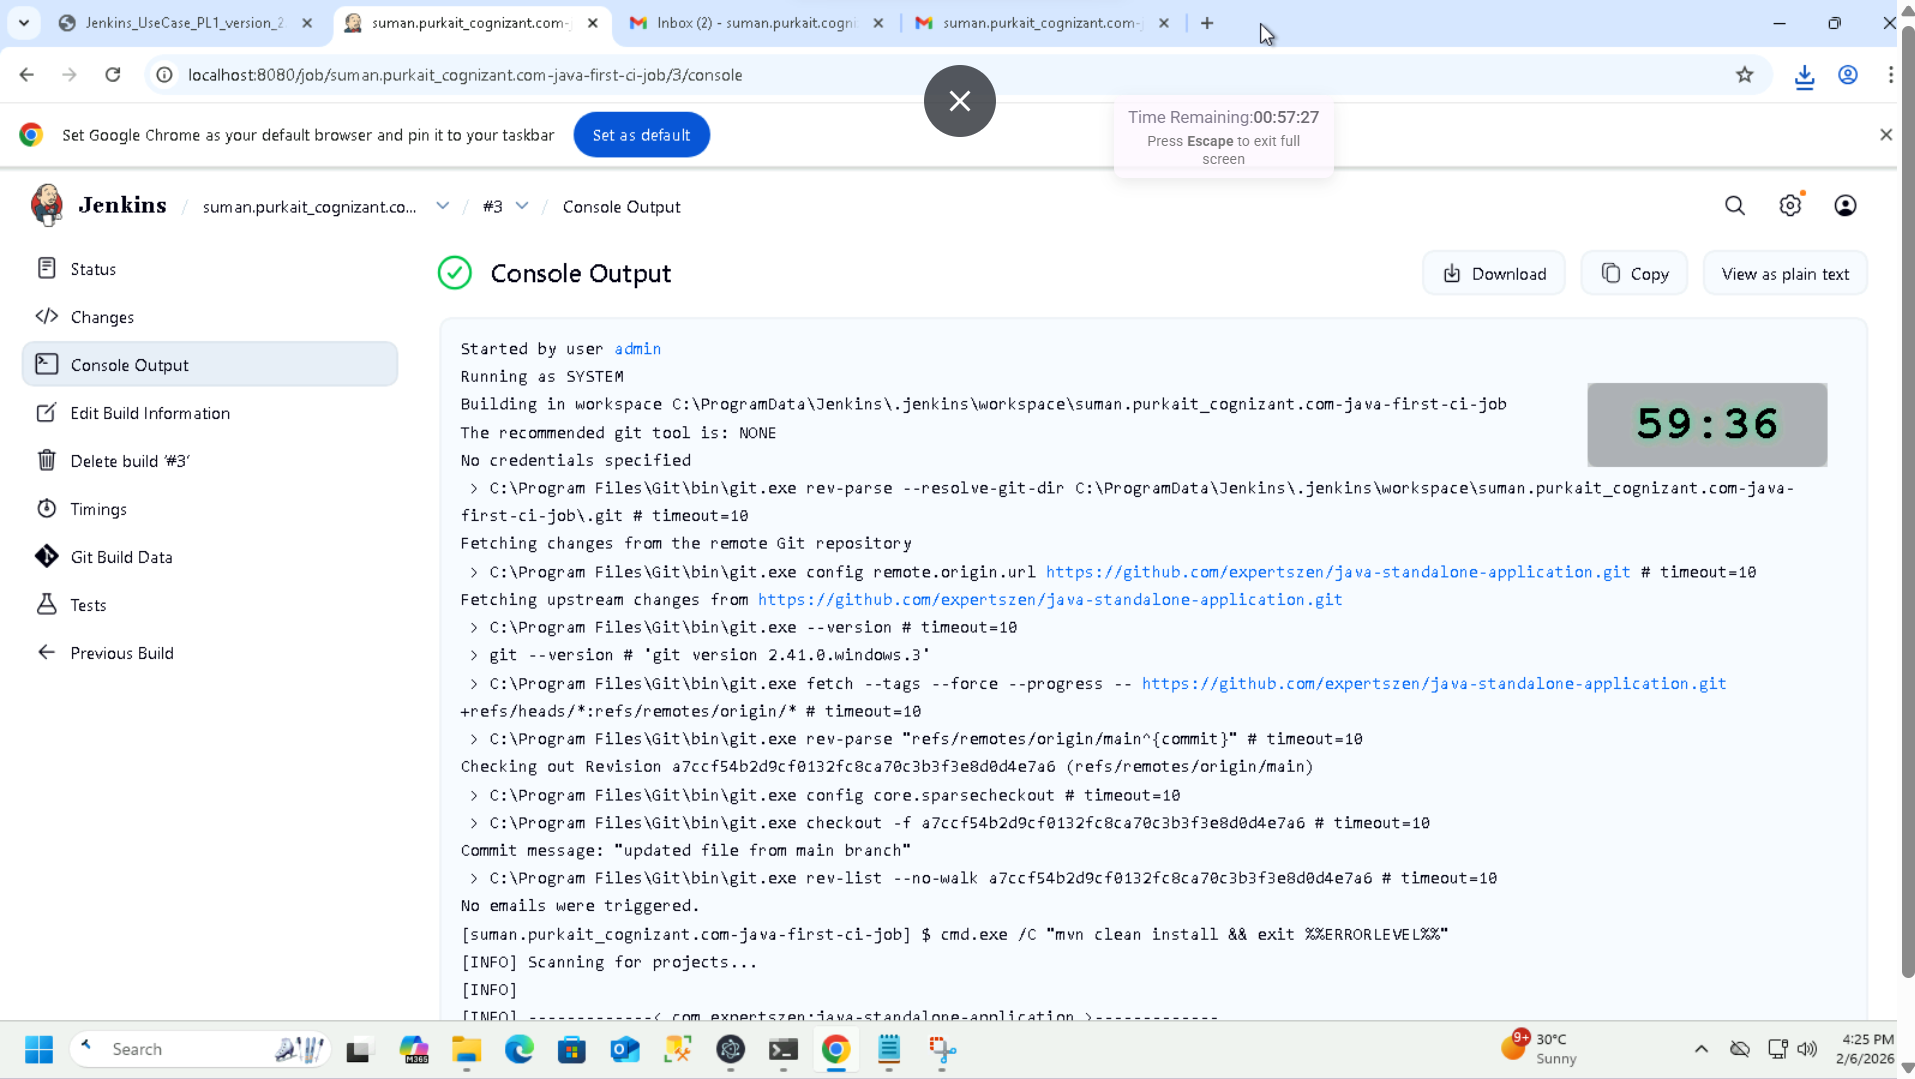 Jenkins_UseCase_PL1_version_2.
suman.purkait_cognizant.com-j
Inbox (2) - suman.purkait.cogni
suman.purkait_cognizant.com-j
localhost:8080/job/suman.purkait_cognizant.com-java-first-ci-job/3/console
Set Google Chrome as your default browser and pin it to your taskbar
Set as default
Time Remaining:00:57:27
Press Escape to exit full
screen
Jenkins / suman.purkait_cognizant.co... / #3 / Console Output
Status
Changes
Console Output
Edit Build Information
Delete build ‘#3’
Timings
Git Build Data
Tests
Previous Build
Console Output
Download
Copy
View as plain text
59:36
Started by user admin
Running as SYSTEM
Building in workspace C:\ProgramData\Jenkins\.jenkins\workspace\suman.purkait_cognizant.com-java-first-ci-job
The recommended git tool is: NONE
No credentials specified
> C:\Program Files\Git\bin\git.exe rev-parse --resolve-git-dir C:\ProgramData\Jenkins\.jenkins\workspace\suman.purkait_cognizant.com-java-
first-ci-job\.git # timeout=10
Fetching changes from the remote Git repository
> C:\Program Files\Git\bin\git.exe config remote.origin.url https://github.com/expertszen/java-standalone-application.git # timeout=10
Fetching upstream changes from https://github.com/expertszen/java-standalone-application.git
> C:\Program Files\Git\bin\git.exe --version # timeout=10
> git --version # 'git version 2.41.0.windows.3'
> C:\Program Files\Git\bin\git.exe fetch --tags --force --progress -- https://github.com/expertszen/java-standalone-application.git
+refs/heads/*:refs/remotes/origin/* # timeout=10
> C:\Program Files\Git\bin\git.exe rev-parse "refs/remotes/origin/main^{commit}" # timeout=10
Checking out Revision a7ccf54b2d9cf0132fc8ca70c3b3f3e8d0d4e7a6 (refs/remotes/origin/main)
> C:\Program Files\Git\bin\git.exe config core.sparsecheckout # timeout=10
> C:\Program Files\Git\bin\git.exe checkout -f a7ccf54b2d9cf0132fc8ca70c3b3f3e8d0d4e7a6 # timeout=10
Commit message: "updated file from main branch"
> C:\Program Files\Git\bin\git.exe rev-list --no-walk a7ccf54b2d9cf0132fc8ca70c3b3f3e8d0d4e7a6 # timeout=10
No emails were triggered.
[suman.purkait_cognizant.com-java-first-ci-job] $ cmd.exe /C "mvn clean install && exit %%ERRORLEVEL%%"
[INFO] Scanning for projects...
[INFO]
[INFO] -------------< com.expertszen:java-standalone-application >-------------
Search
M365
9+
30°C
Sunny
4:25 PM
2/6/2026